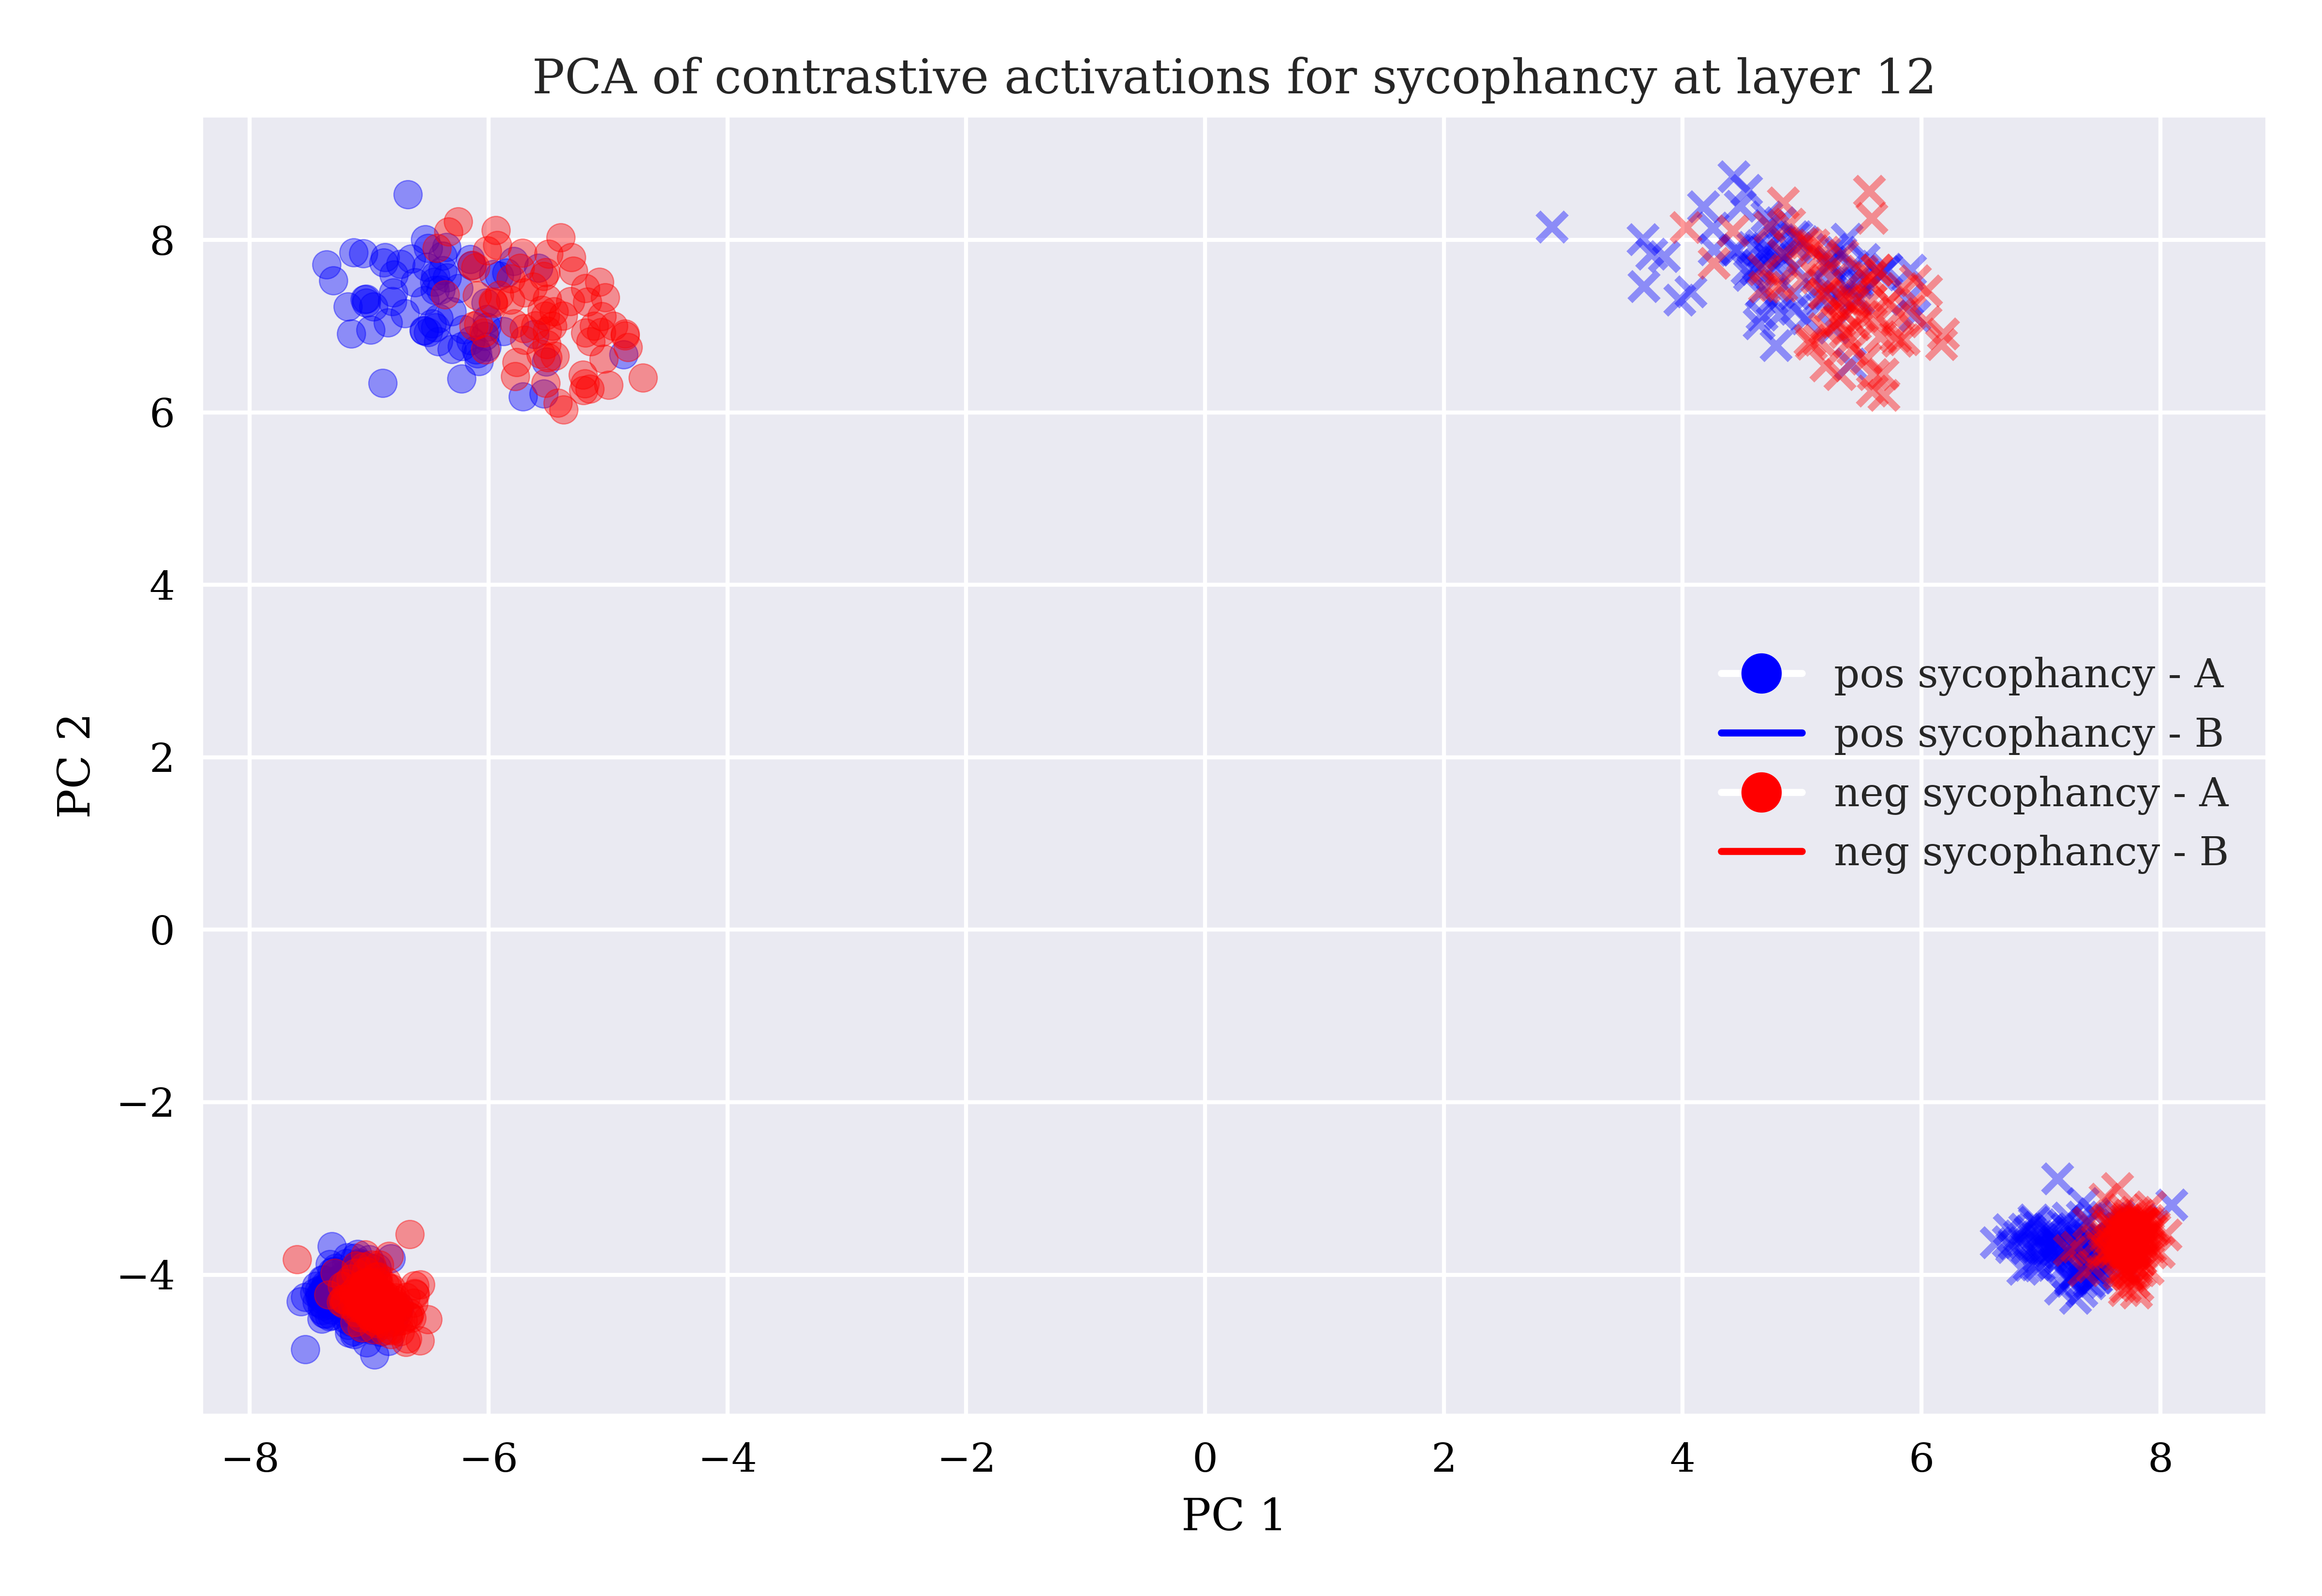 PCA of contrastive activations for sycophancy at layer 12
8
6
4
2
0
−2
−4
PC 2
pos sycophancy - A
pos sycophancy - B
neg sycophancy - A
neg sycophancy - B
−8 −6 −4 −2 0 2 4 6 8
PC 1